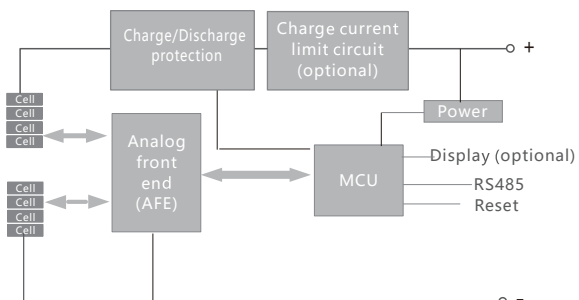 Charge/Discharge
protection
Charge current
limit circuit
(optional)
+
Power
Cell
Cell
Cell
Cell
Analog
front
end
(AFE)
MCU
Display (optional)
RS485
Reset
Cell
Cell
Cell
Cell
-